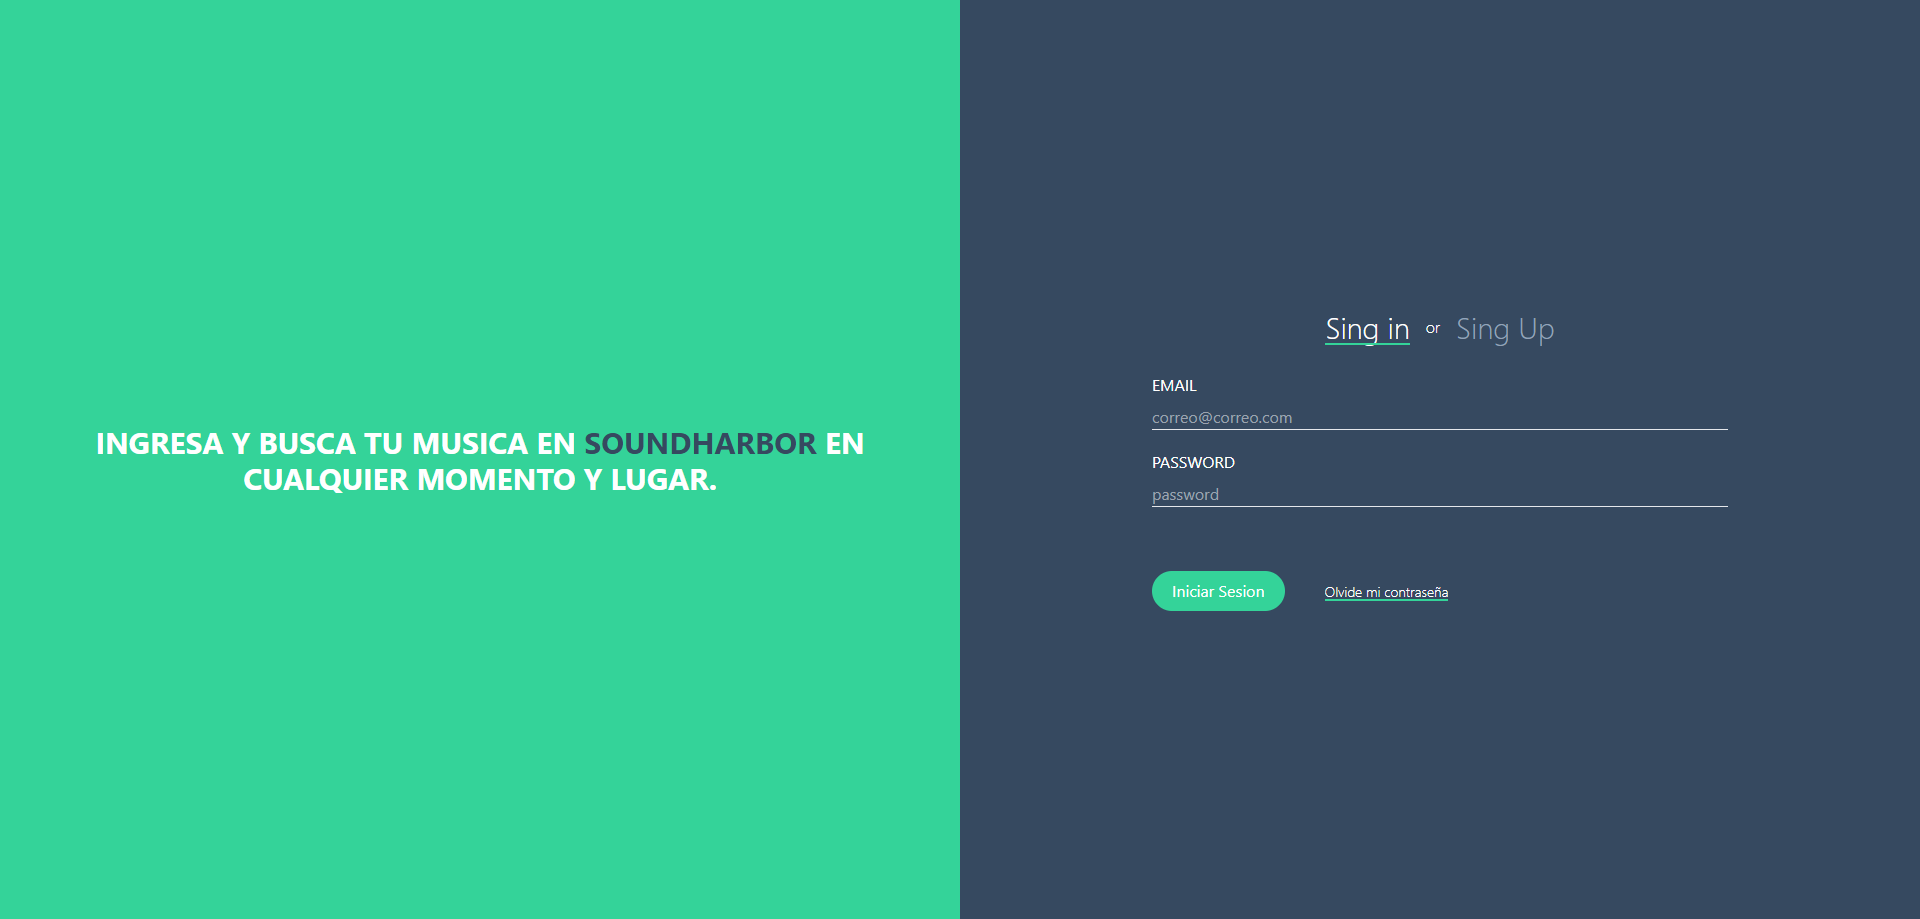 INGRESA Y BUSCA TU MUSICA EN SOUNDHARBOR EN
CUALQUIER MOMENTO Y LUGAR.
Sing in or Sing Up
EMAIL
correo@correo.com
PASSWORD
password
Iniciar Sesion Olvide mi contraseña